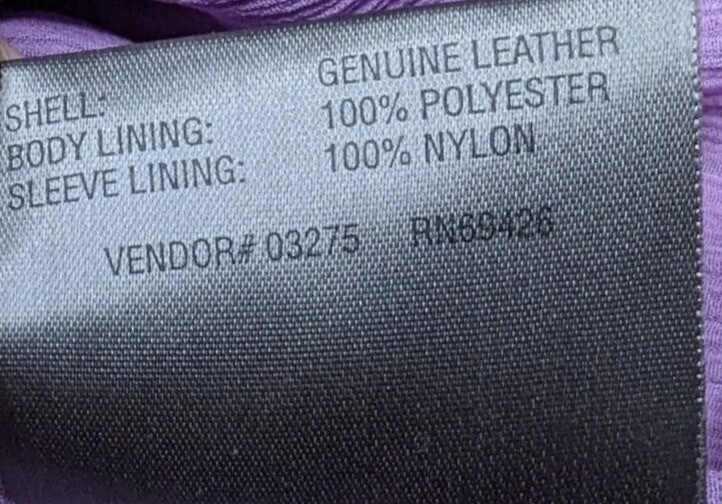 SHELL: GENUINE LEATHER
BODY LINING: 100% POLYESTER
SLEEVE LINING: 100% NYLON
VENDOR# 03275 RN69426